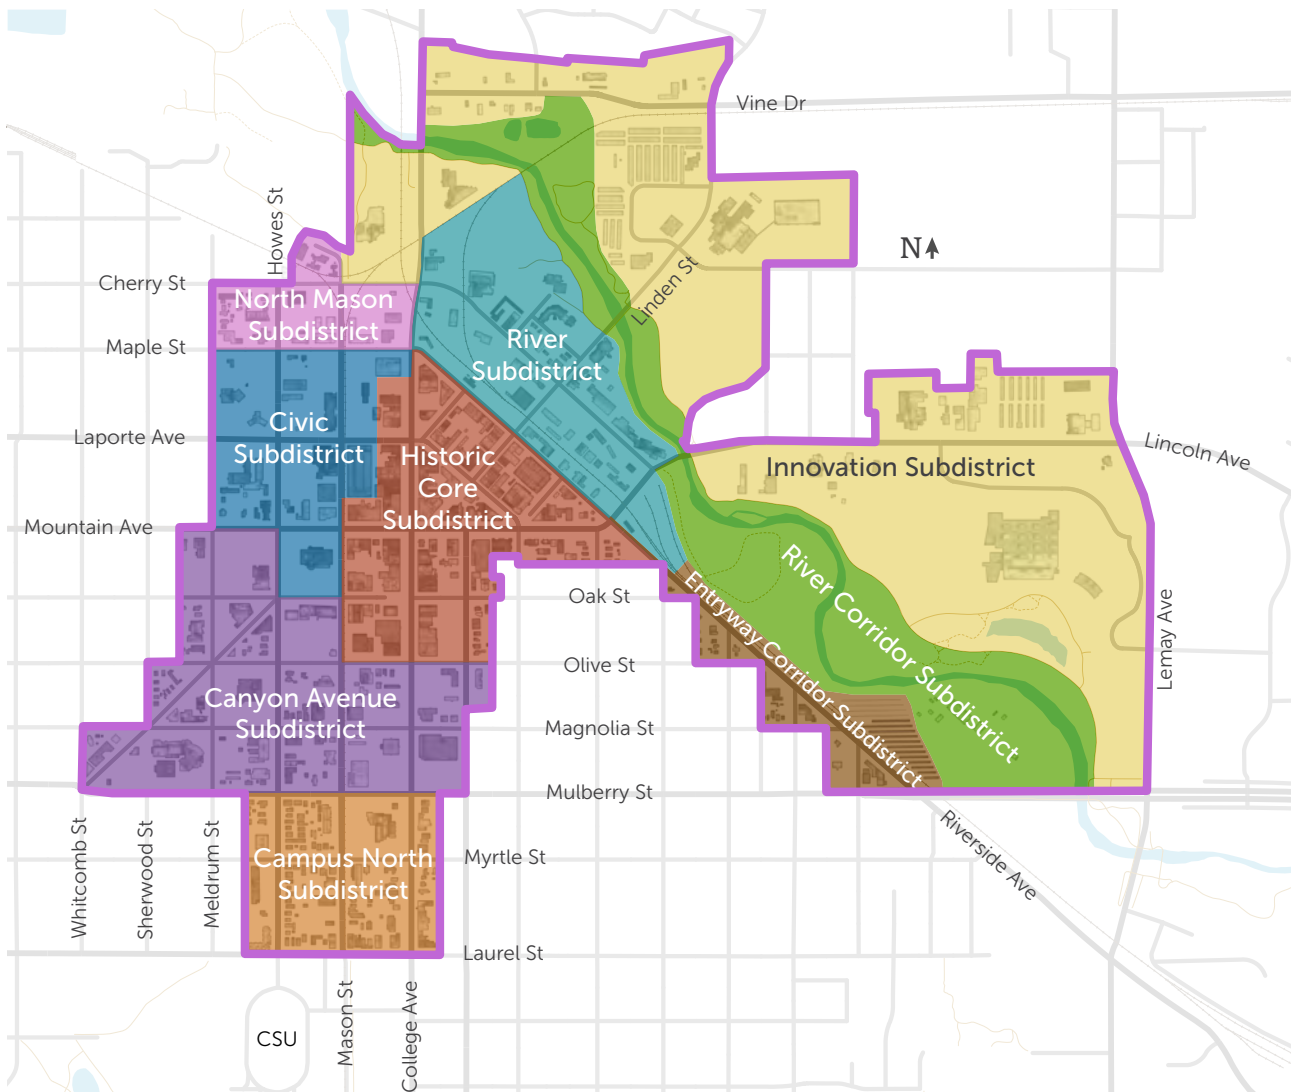 Vine Dr
Howes St
N
Cherry St
North Mason
Subdistrict
Linden St
Maple St
River
Subdistrict
Laporte Ave
Civic
Subdistrict
Historic
Core
Subdistrict
Innovation Subdistrict
Lincoln Ave
Mountain Ave
River Corridor Subdistrict
Entryway Corridor Subdistrict
Oak St
Lemay Ave
Olive St
Canyon Avenue
Subdistrict
Magnolia St
Mulberry St
Whitcomb St
Sherwood St
Meldrum St
Campus North
Subdistrict
Myrtle St
Riverside Ave
Laurel St
CSU
Mason St
College Ave